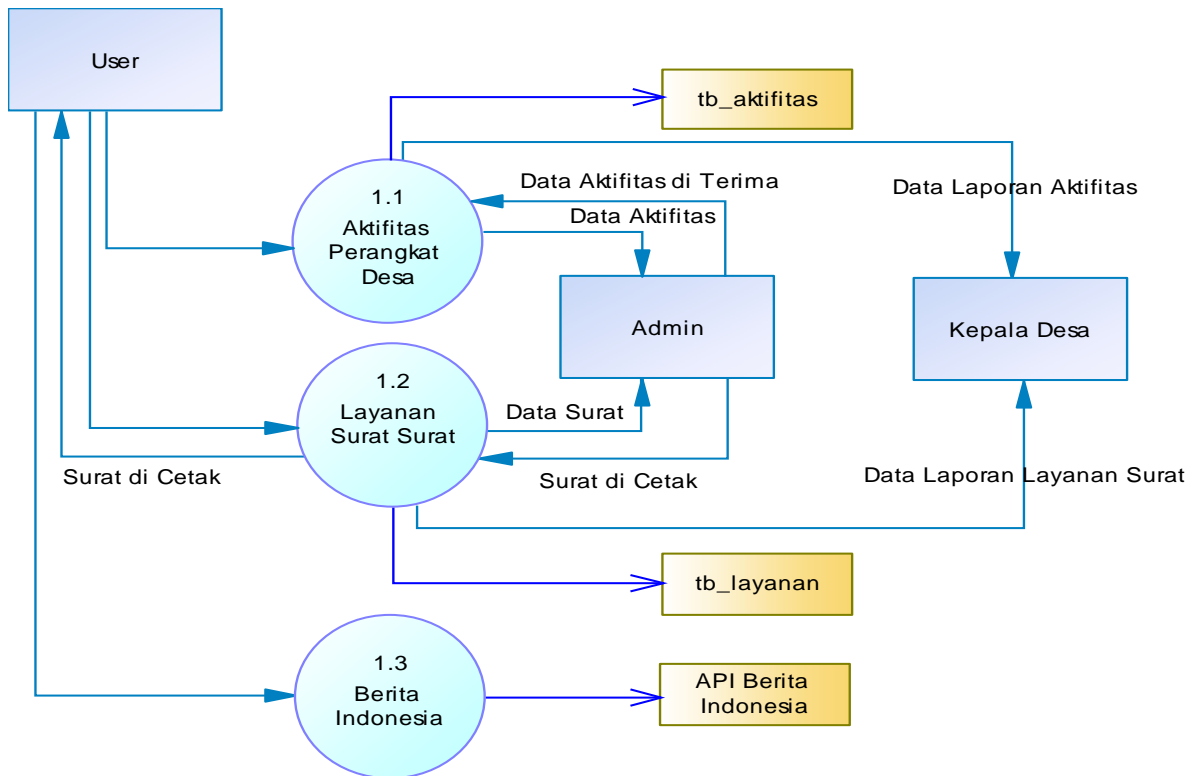 User
tb_aktifitas
1.1
Aktifitas
Perangkat
Desa
Data Aktifitas di Terima
Data Aktifitas
Data Laporan Aktifitas
Admin
Kepala Desa
1.2
Layanan
Surat Surat
Data Surat
Surat di Cetak
Surat di Cetak
Data Laporan Layanan Surat
tb_layanan
1.3
Berita
Indonesia
API Berita
Indonesia